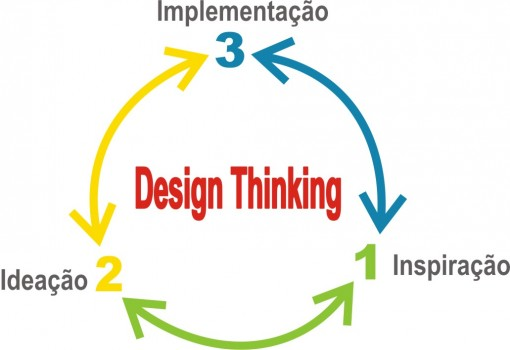 Implementação
3
Design Thinking
Ideação 2
1 Inspiração